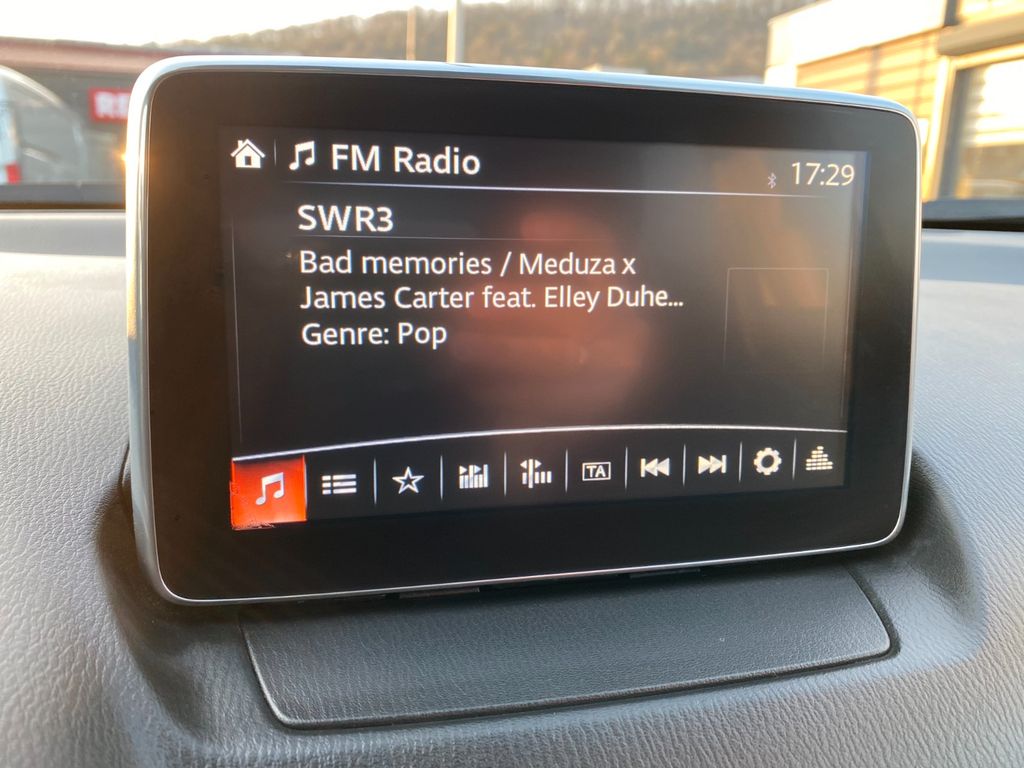 FM Radio
17:29
SWR3
Bad memories / Meduza x
James Carter feat. Elley Duhe...
Genre: Pop
TA